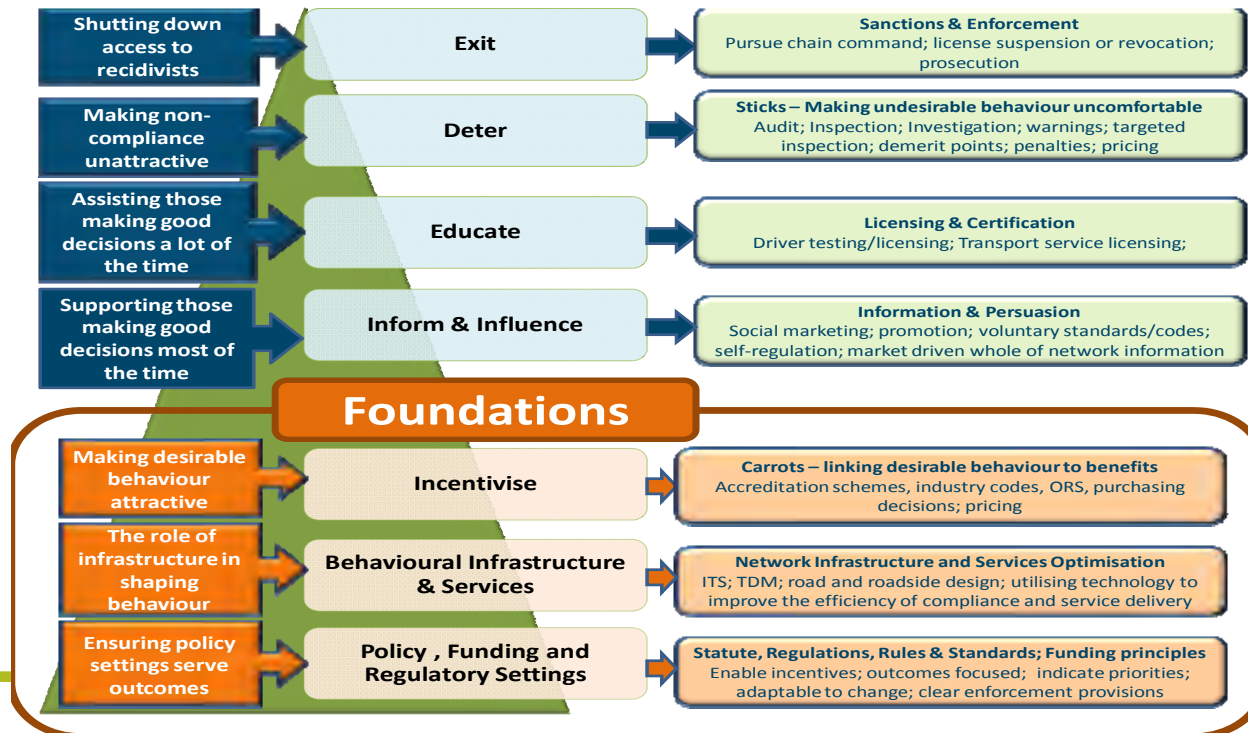 Shutting down
access to
recidivists
Exit
Sanctions & Enforcement
Pursue chain command; license suspension or revocation;
prosecution
Making non-
compliance
unattractive
Deter
Sticks – Making undesirable behaviour uncomfortable
Audit; Inspection; Investigation; warnings; targeted
inspection; demerit points; penalties; pricing
Assisting those
making good
decisions a lot of
the time
Educate
Licensing & Certification
Driver testing/licensing; Transport service licensing;
Supporting those
making good
decisions most of
the time
Inform & Influence
Information & Persuasion
Social marketing; promotion; voluntary standards/codes;
self-regulation; market driven whole of network information
Foundations
Making desirable
behaviour
attractive
Incentivise
Carrots – linking desirable behaviour to benefits
Accreditation schemes, industry codes, ORS, purchasing
decisions; pricing
The role of
infrastructure in
shaping
behaviour
Behavioural Infrastructure
& Services
Network Infrastructure and Services Optimisation
ITS; TDM; road and roadside design; utilising technology to
improve the efficiency of compliance and service delivery
Ensuring policy
settings serve
outcomes
Policy , Funding and
Regulatory Settings
Statute, Regulations, Rules & Standards; Funding principles
Enable incentives; outcomes focused; indicate priorities;
adaptable to change; clear enforcement provisions